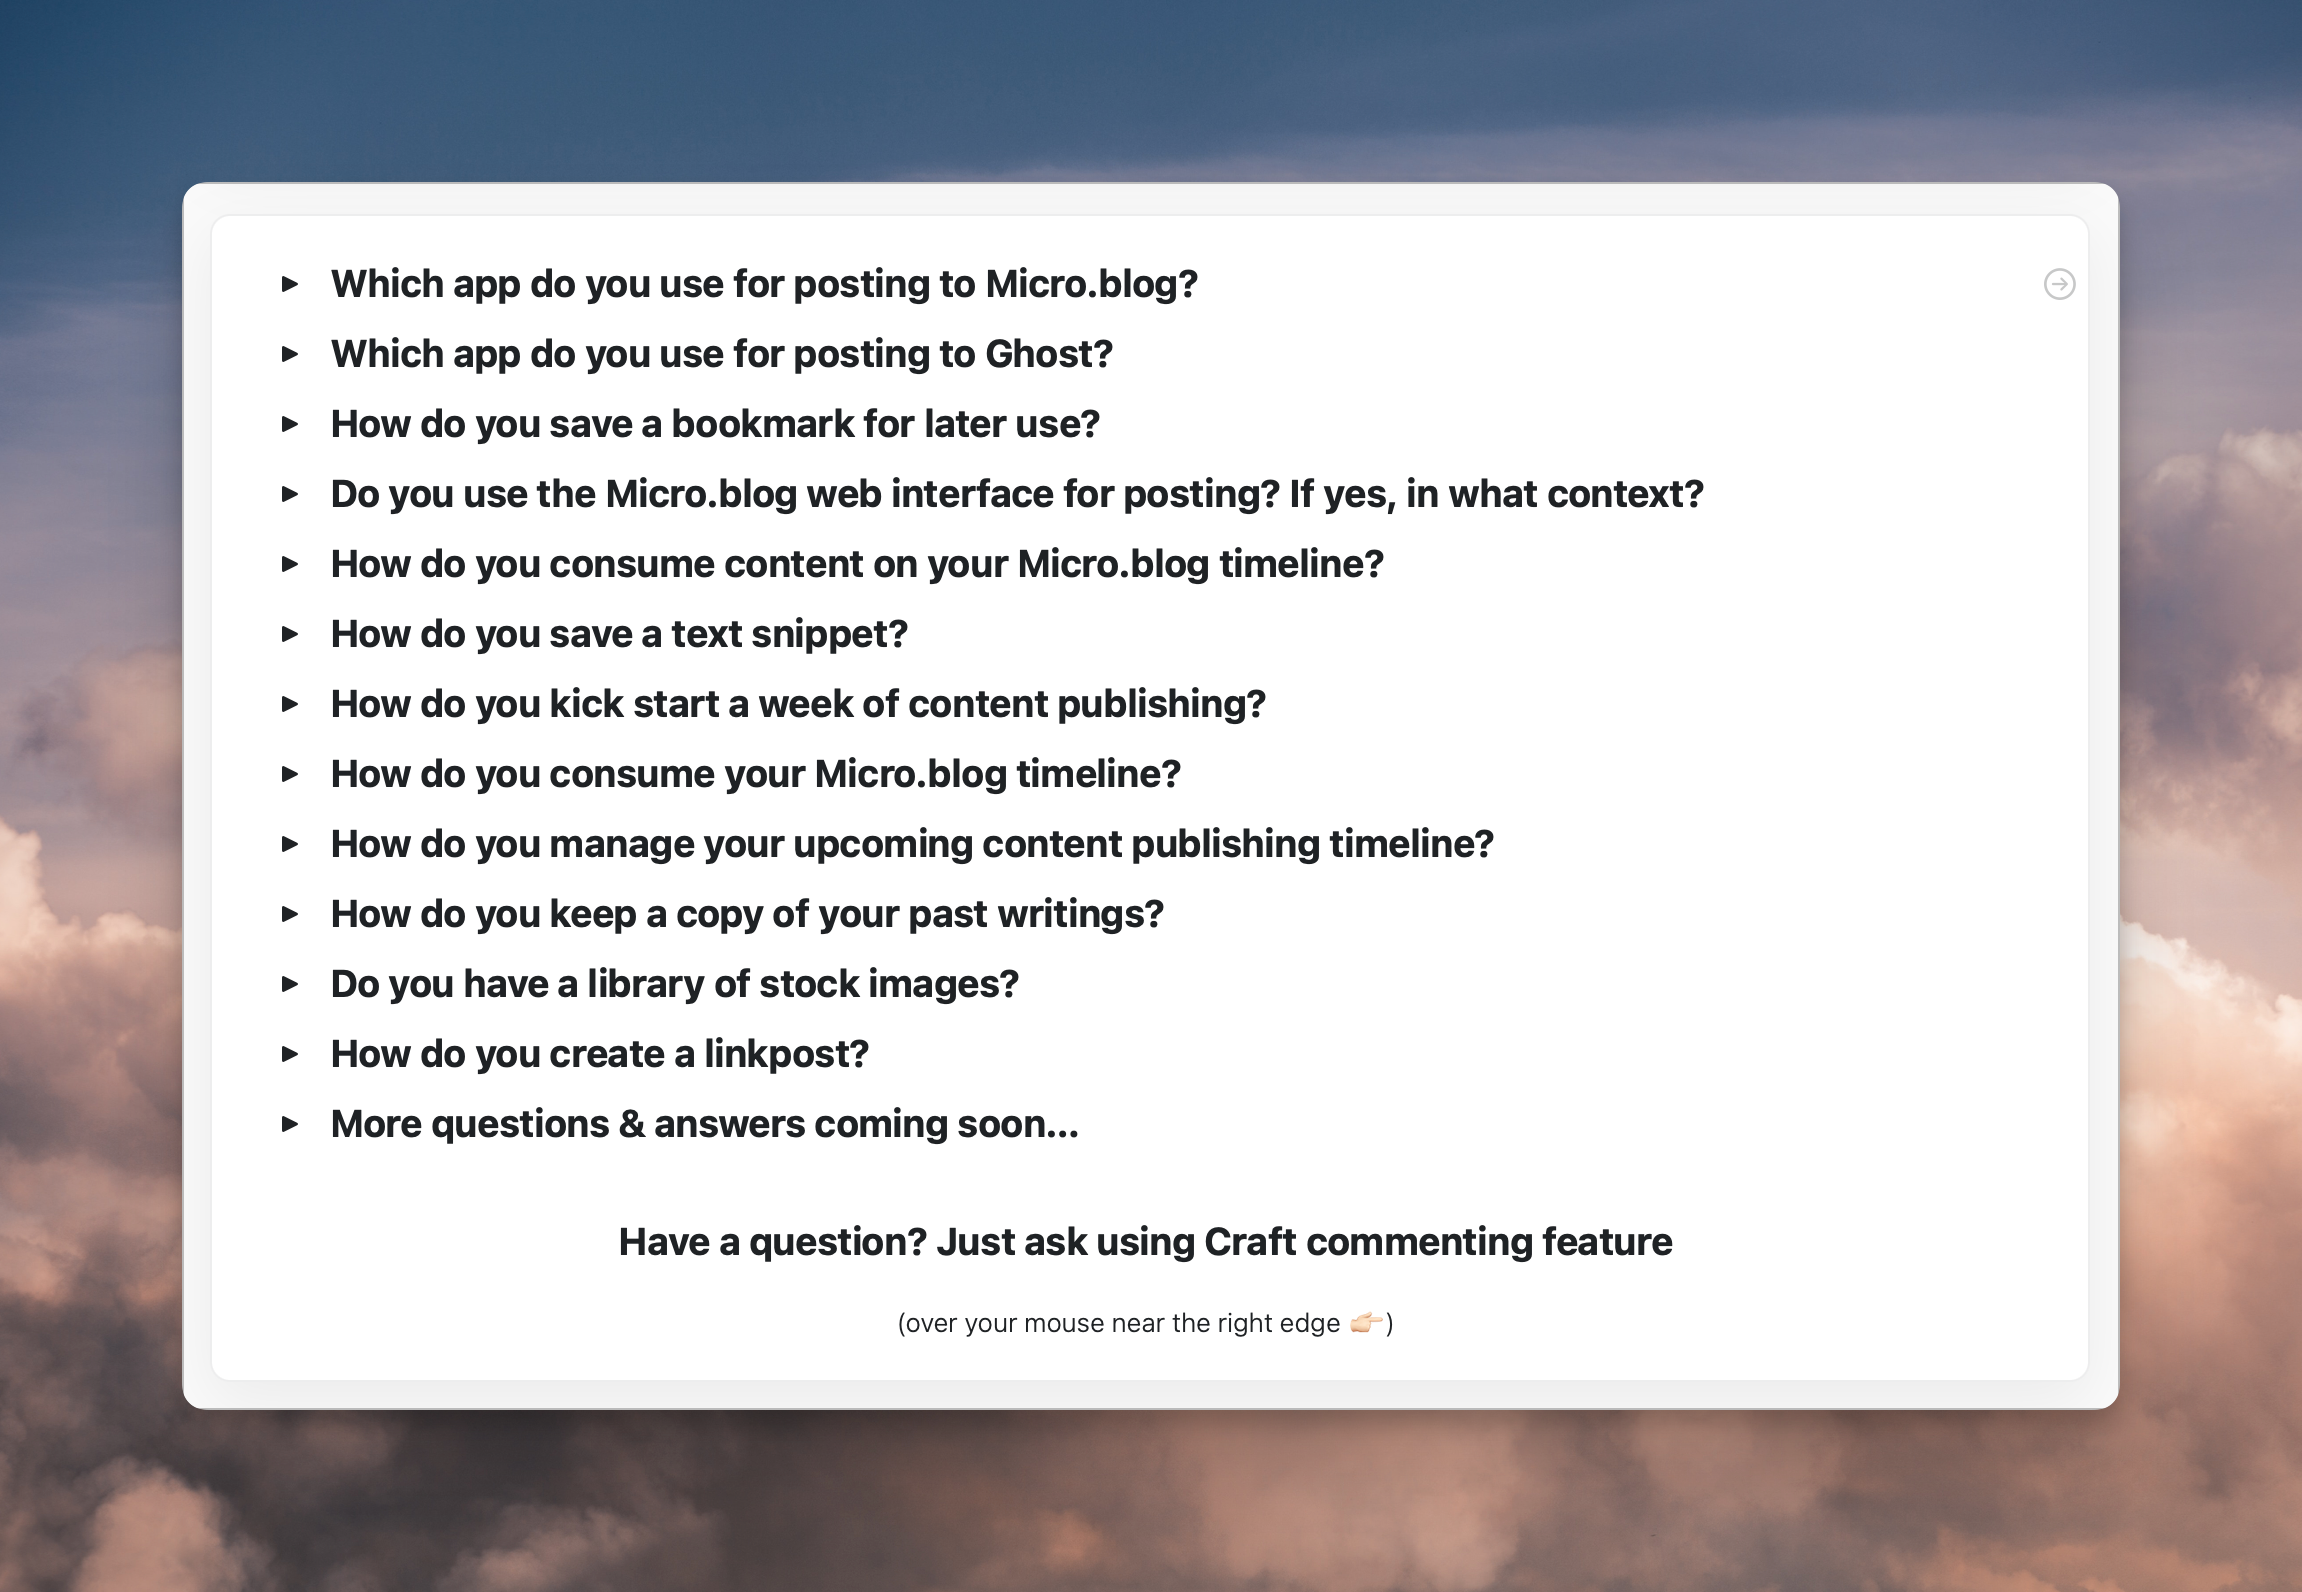 Which app do you use for posting to Micro.blog?
Which app do you use for posting to Ghost?
How do you save a bookmark for later use?
Do you use the Micro.blog web interface for posting? If yes, in what context?
How do you consume content on your Micro.blog timeline?
How do you save a text snippet?
How do you kick start a week of content publishing?
How do you consume your Micro.blog timeline?
How do you manage your upcoming content publishing timeline?
How do you keep a copy of your past writings?
Do you have a library of stock images?
How do you create a linkpost?
More questions & answers coming soon...
Have a question? Just ask using Craft commenting feature
(over your mouse near the right edge 👉🏻)